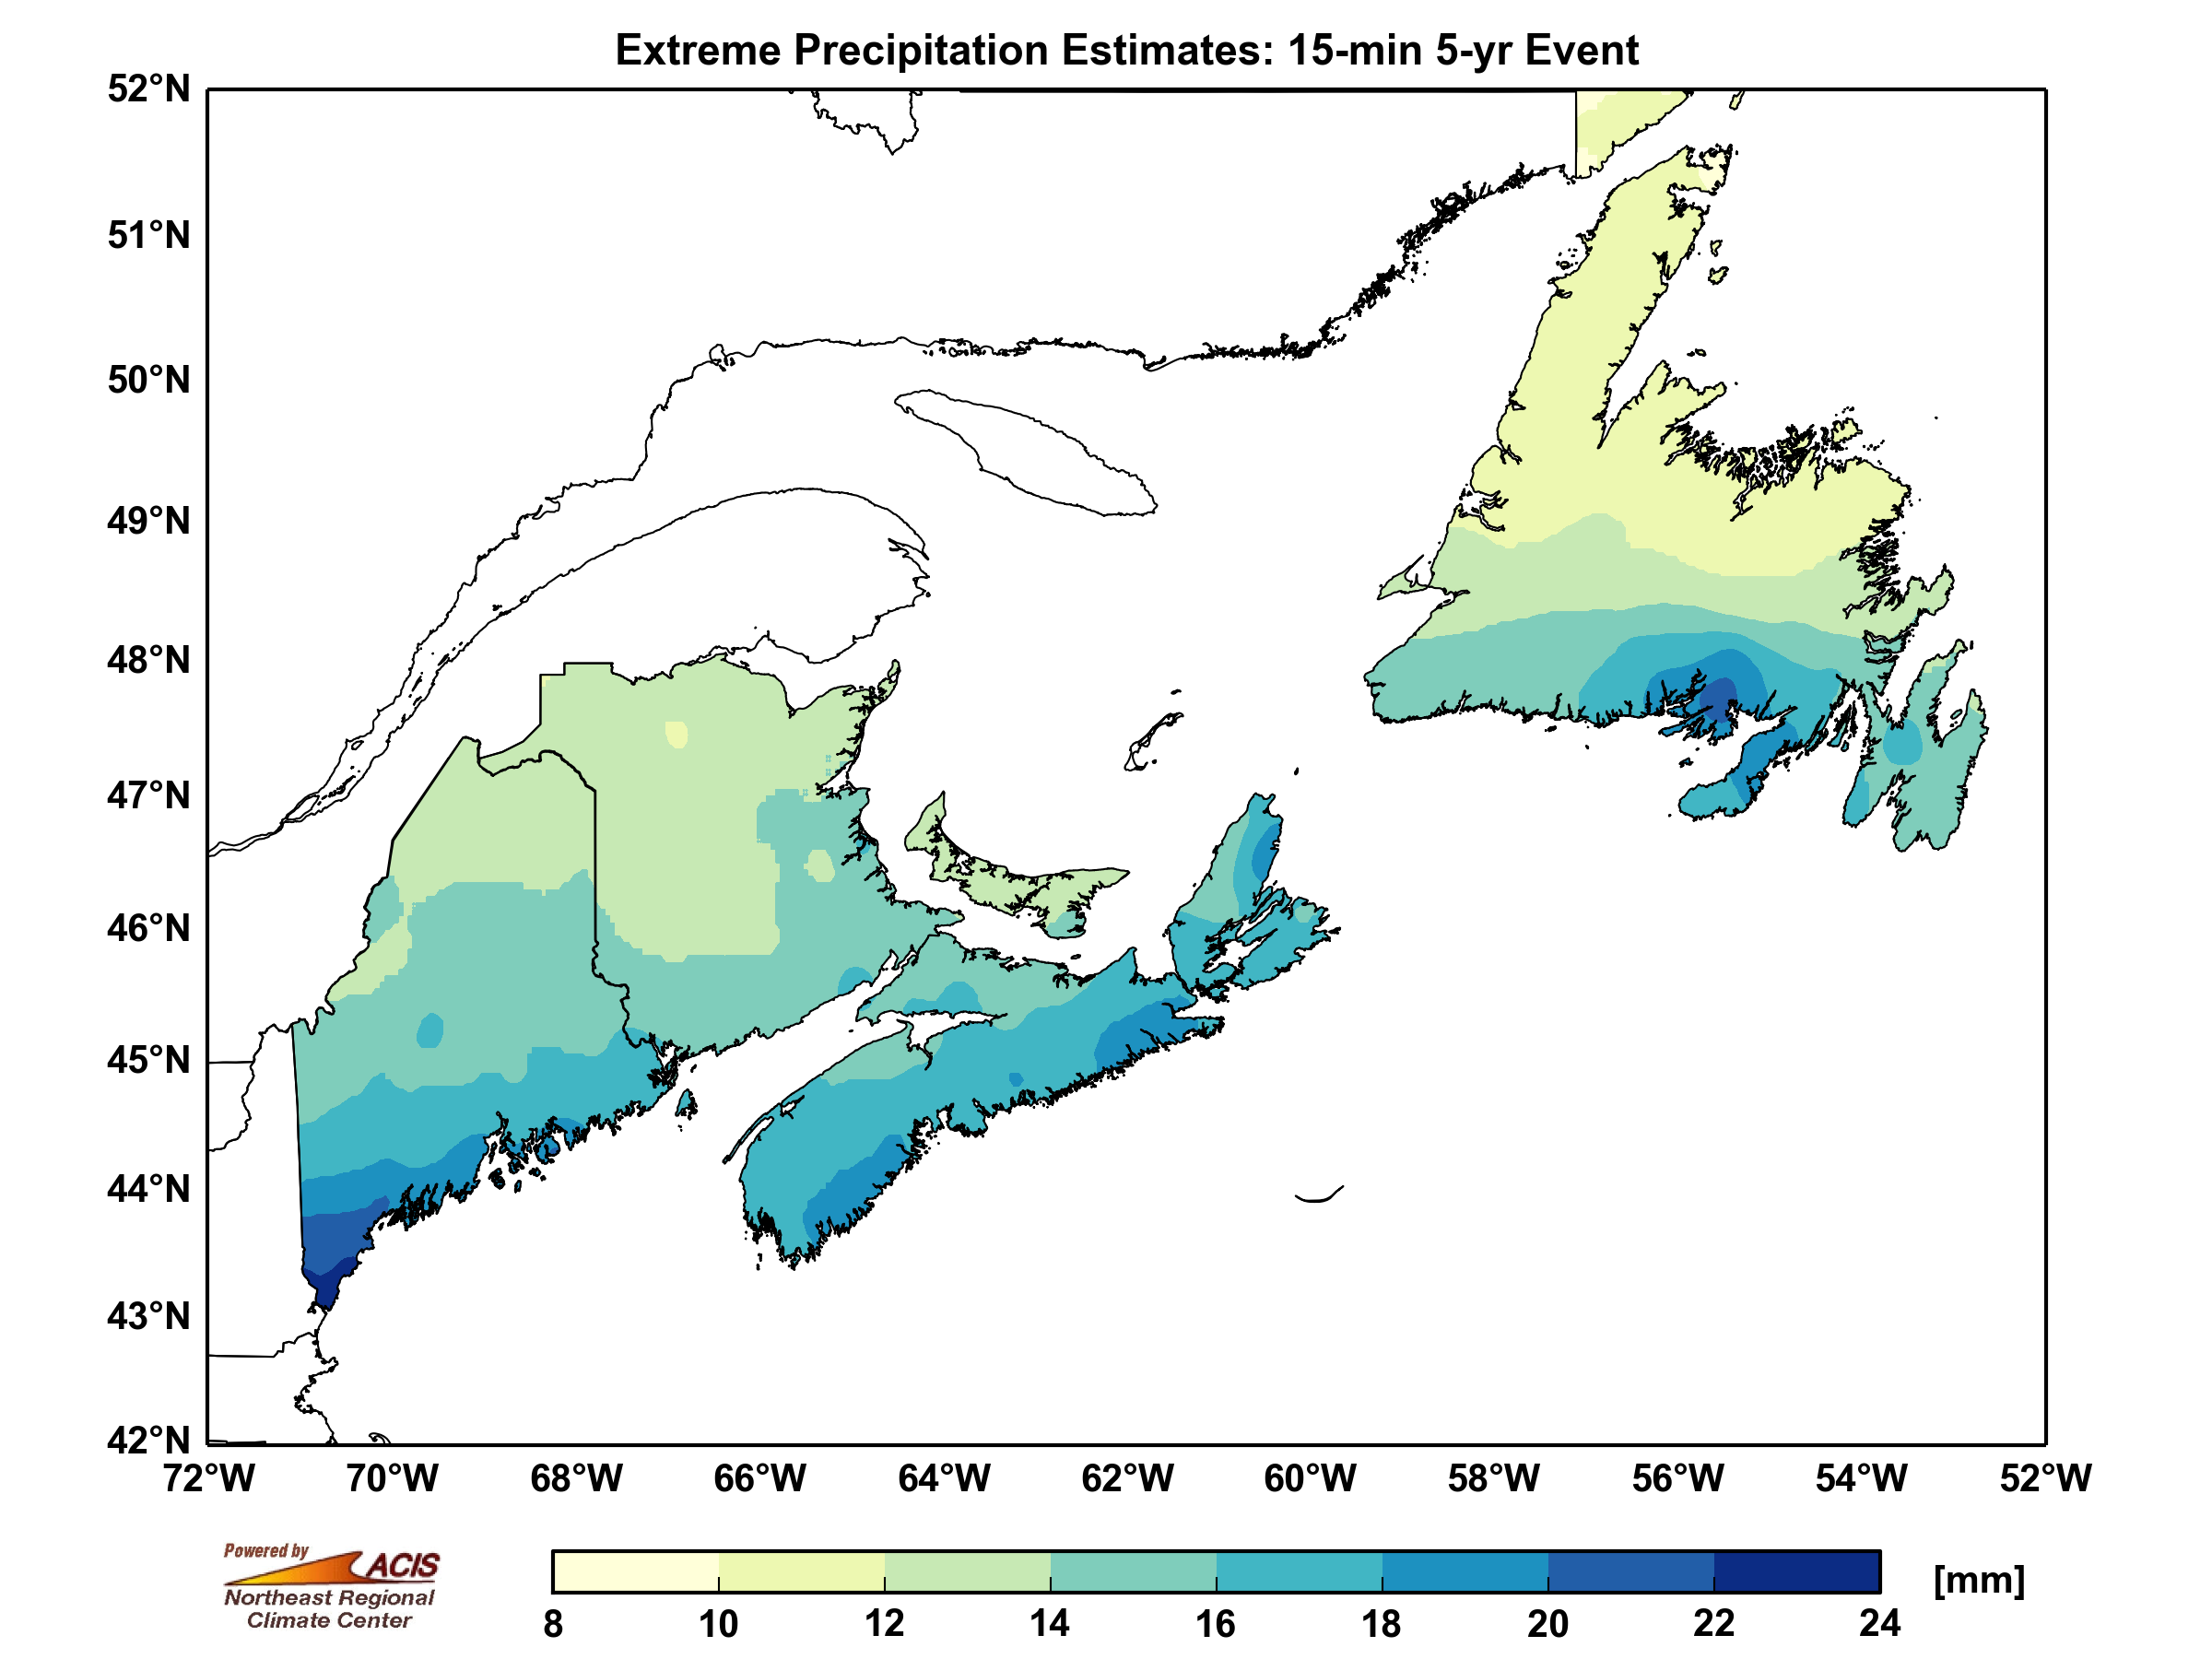 Extreme Precipitation Estimates: 15-min 5-yr Event
52°N
51°N
50°N
49°N
48°N
47°N
46°N
45°N
44°N
43°N
42°N
72°W 70°W 68°W 66°W 64°W 62°W 60°W 58°W 56°W 54°W 52°W
Powered by
ACIS
Northeast Regional
Climate Center
[mm]
8 10 12 14 16 18 20 22 24